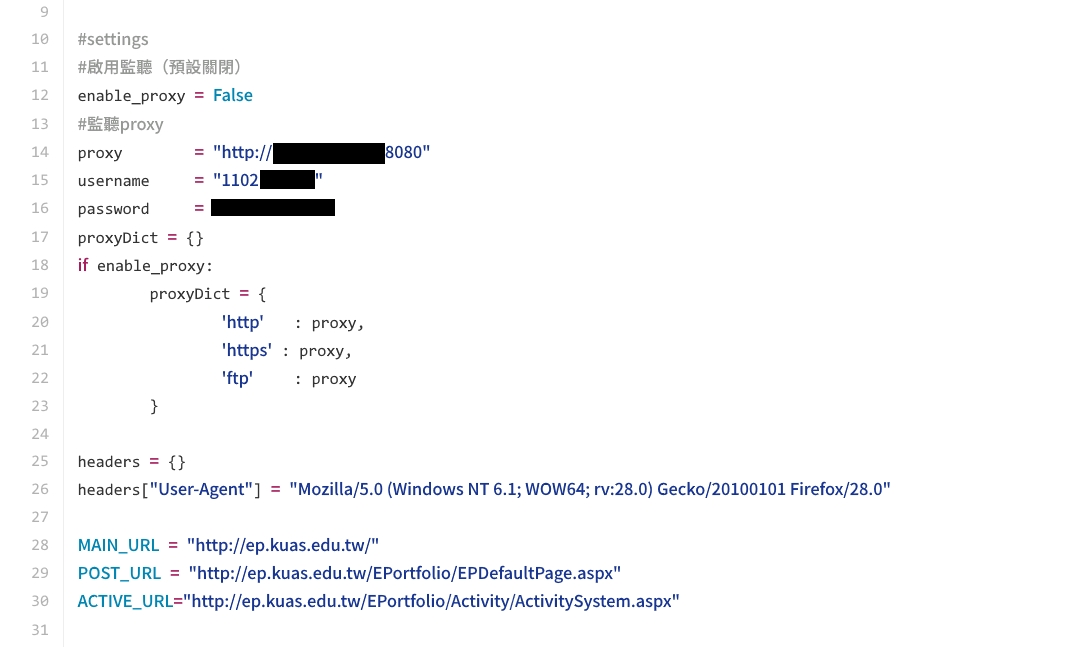 9
10 #settings
11 #啟用監聽（預設關閉）
12 enable_proxy = False
13 #監聽proxy
14 proxy        = "http://8080"
15 username     = "1102"
16 password     =
17 proxyDict = {}
18 if enable_proxy:
19         proxyDict = {
20                 'http'   : proxy,
21                 'https' : proxy,
22                 'ftp'    : proxy
23         }
24
25 headers = {}
26 headers["User-Agent"] = "Mozilla/5.0 (Windows NT 6.1; WOW64; rv:28.0) Gecko/20100101 Firefox/28.0"
27
28 MAIN_URL = "http://ep.kuas.edu.tw/"
29 POST_URL = "http://ep.kuas.edu.tw/EPortfolio/EPDefaultPage.aspx"
30 ACTIVE_URL="http://ep.kuas.edu.tw/EPortfolio/Activity/ActivitySystem.aspx"
31